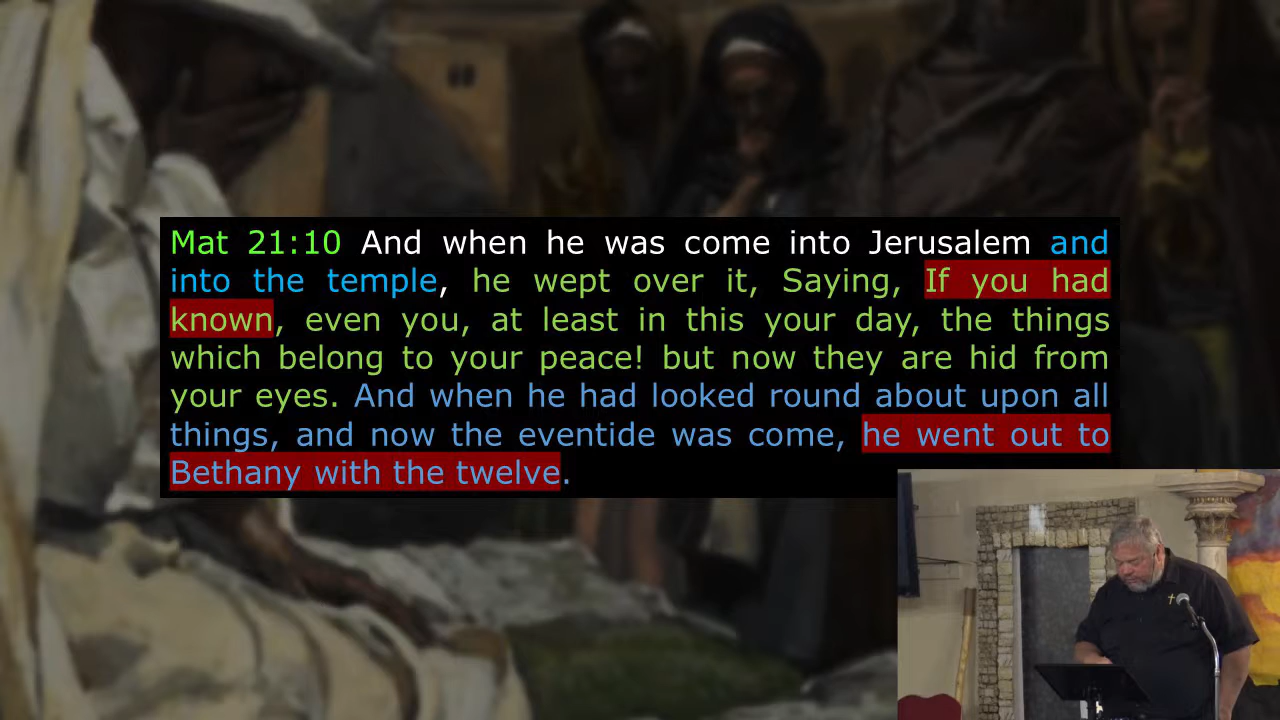 Mat 21:10 And when he was come into Jerusalem and
into the temple, he wept over it, Saying, If you had
known, even you, at least in this your day, the things
which belong to your peace! but now they are hid from
your eyes. And when he had looked round about upon all
things, and now the eventide was come, he went out to
Bethany with the twelve.